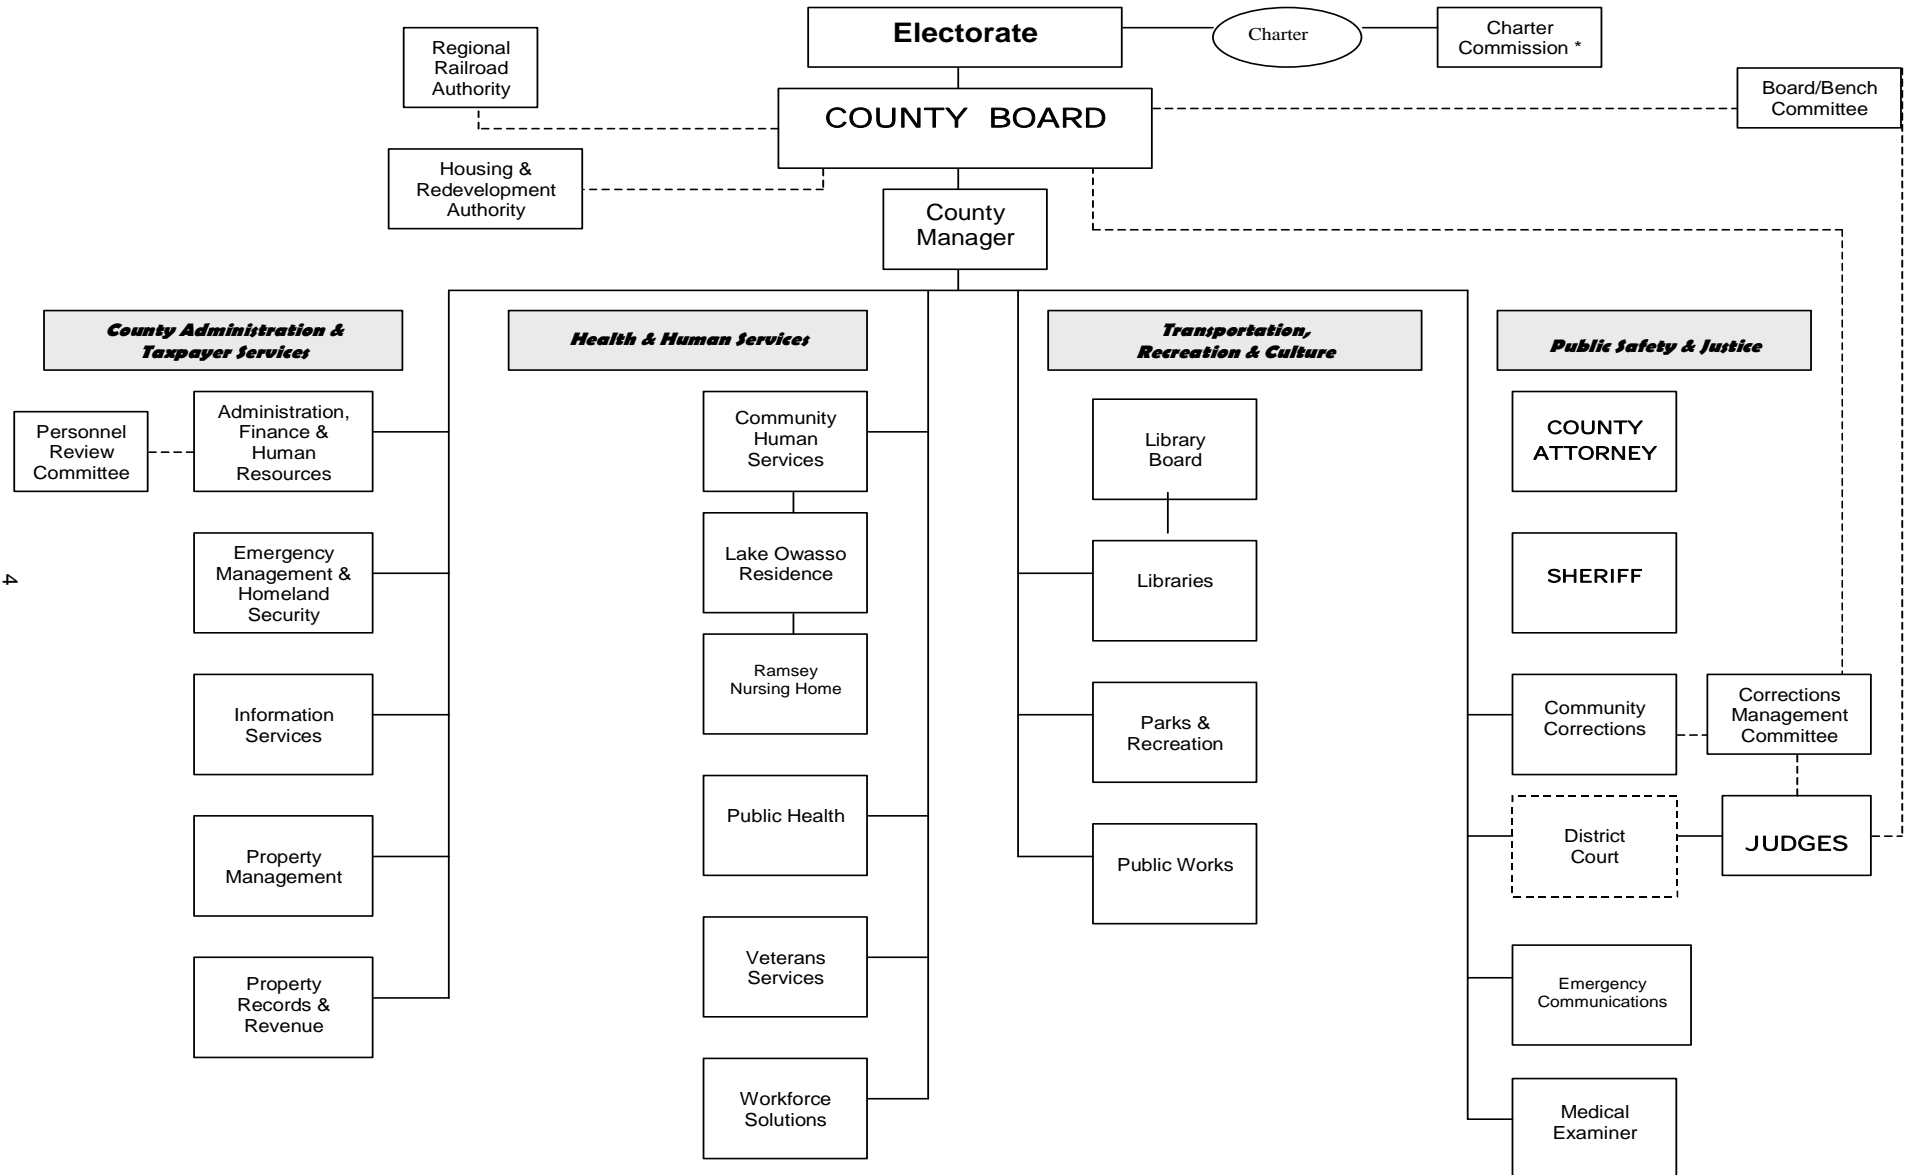 Electorate
Charter
Charter
Commission *
Regional
Railroad
Authority
Board/Bench
Committee
COUNTY BOARD
Housing &
Redevelopment
Authority
County
Manager
County Administration &
Taxpayer Services
Health & Human Services
Transportation,
Recreation & Culture
Public Safety & Justice
Personnel
Review
Committee
Administration,
Finance &
Human
Resources
Emergency
Management &
Homeland
Security
Information
Services
Property
Management
Property
Records &
Revenue
Community
Human
Services
Lake Owasso
Residence
Ramsey
Nursing Home
Public Health
Veterans
Services
Workforce
Solutions
Library
Board
Libraries
Parks &
Recreation
Public Works
COUNTY
ATTORNEY
SHERIFF
Community
Corrections
Corrections
Management
Committee
District
Court
JUDGES
Emergency
Communications
Medical
Examiner
4